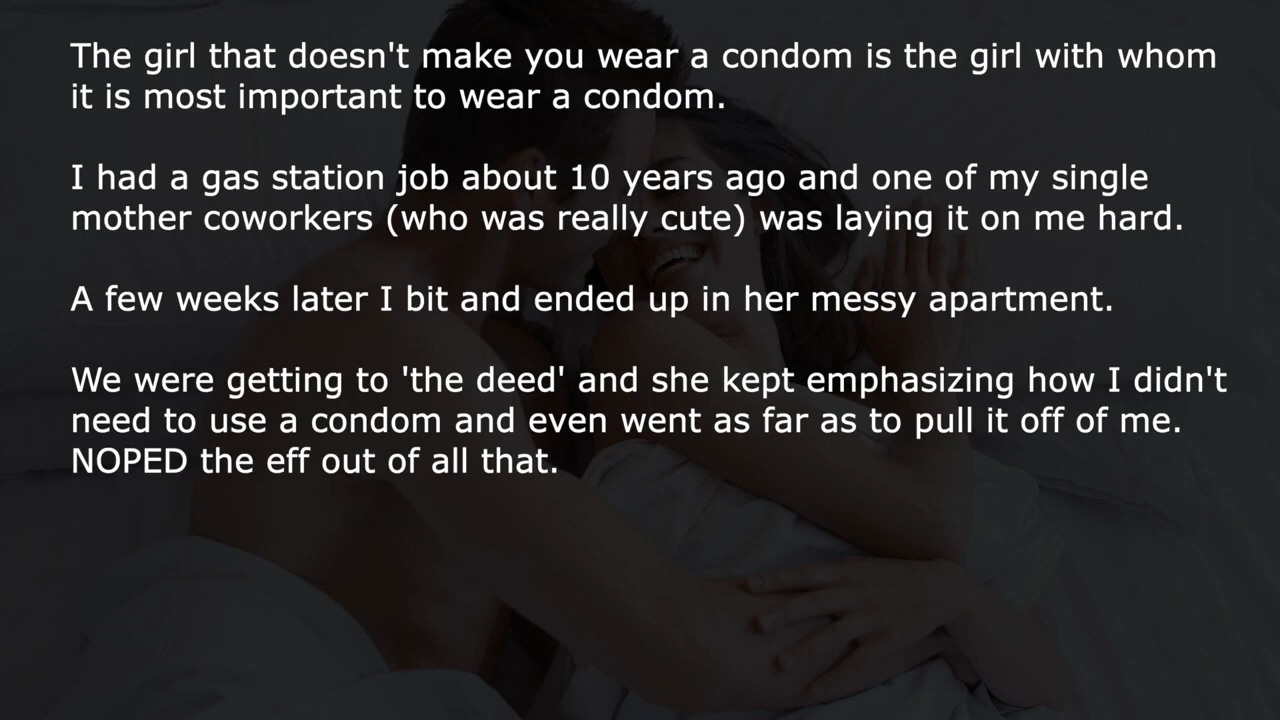 The girl that doesn't make you wear a condom is the girl with whom
it is most important to wear a condom.
I had a gas station job about 10 years ago and one of my single
mother coworkers (who was really cute) was laying it on me hard.
A few weeks later I bit and ended up in her messy apartment.
We were getting to 'the deed' and she kept emphasizing how I didn't
need to use a condom and even went as far as to pull it off of me.
NOPED the eff out of all that.